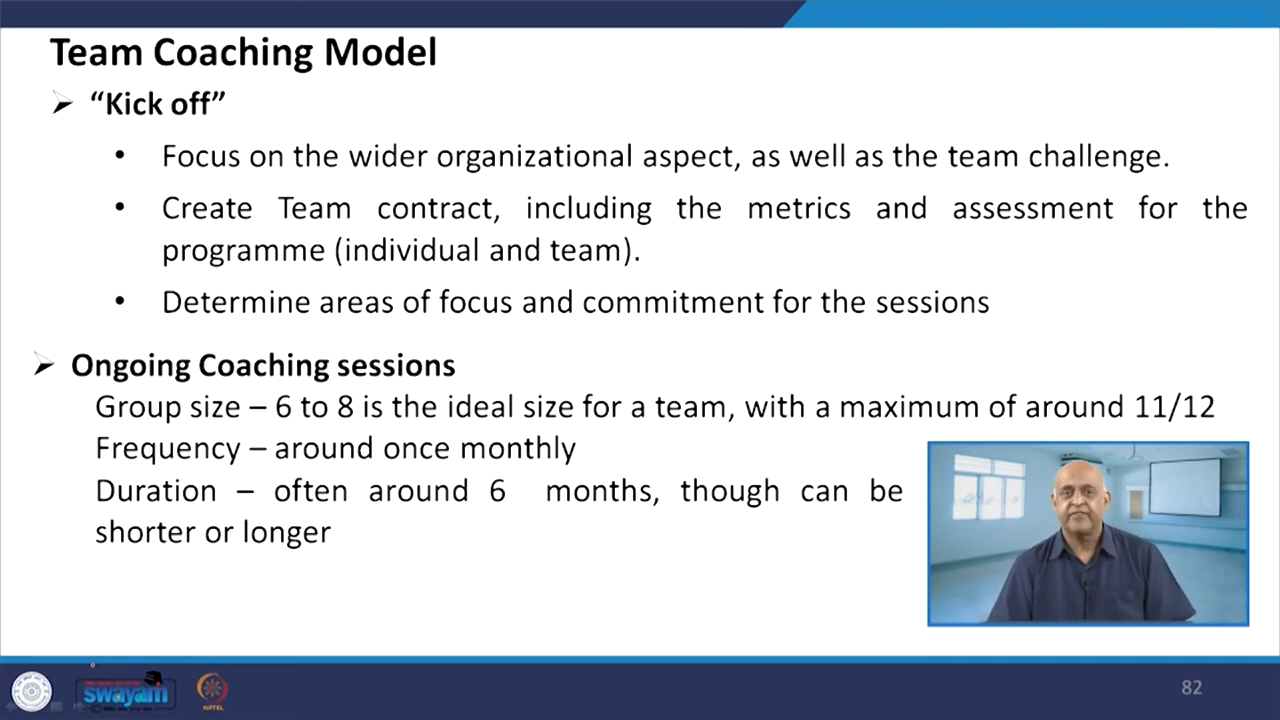 Team Coaching Model
➢ “Kick off”
• Focus on the wider organizational aspect, as well as the team challenge.
• Create Team contract, including the metrics and assessment for the
programme (individual and team).
• Determine areas of focus and commitment for the sessions
➢ Ongoing Coaching sessions
Group size – 6 to 8 is the ideal size for a team, with a maximum of around 11/12
Frequency – around once monthly
Duration – often around 6 months, though can be
shorter or longer
swayam
NPTEL
82